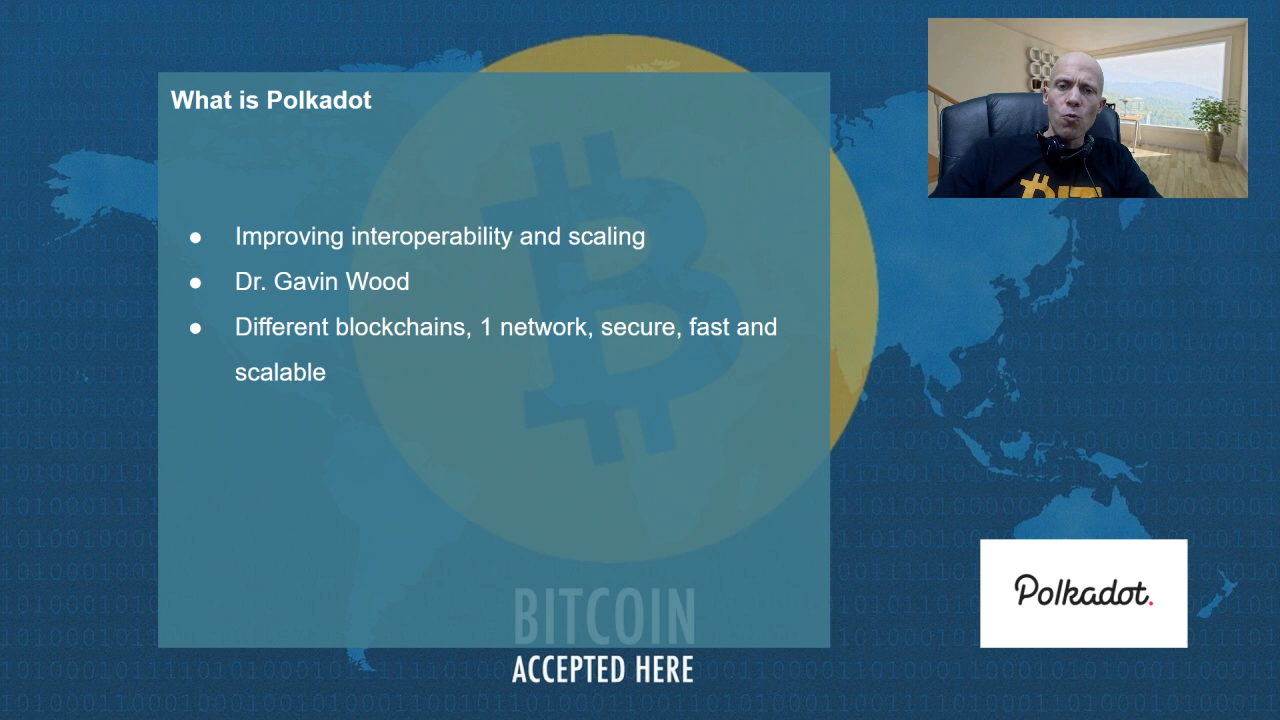 What is Polkadot
● Improving interoperability and scaling
● Dr. Gavin Wood
● Different blockchains, 1 network, secure, fast and
scalable
BITCOIN
ACCEPTED HERE
Polkadot.